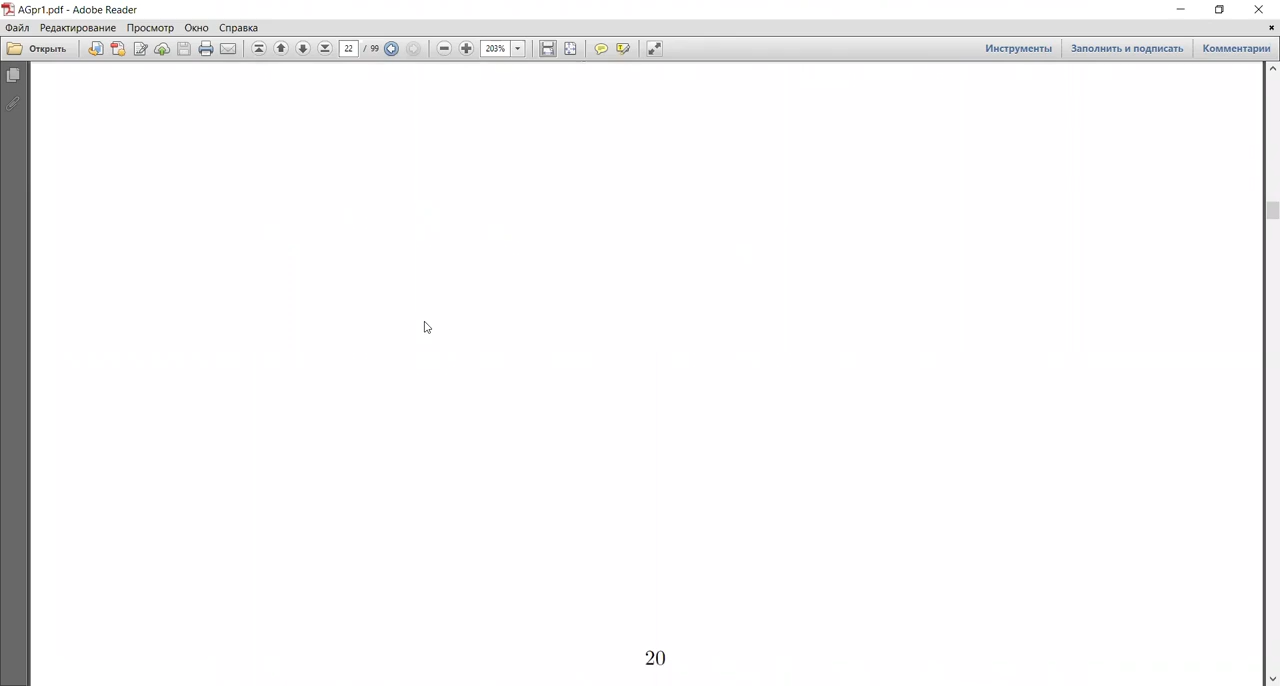 AGpr1.pdf - Adobe Reader
Файл Редактирование Просмотр Окно Справка
Открыть 22 / 99 203% Инструменты Заполнить и подписать Комментарии
20